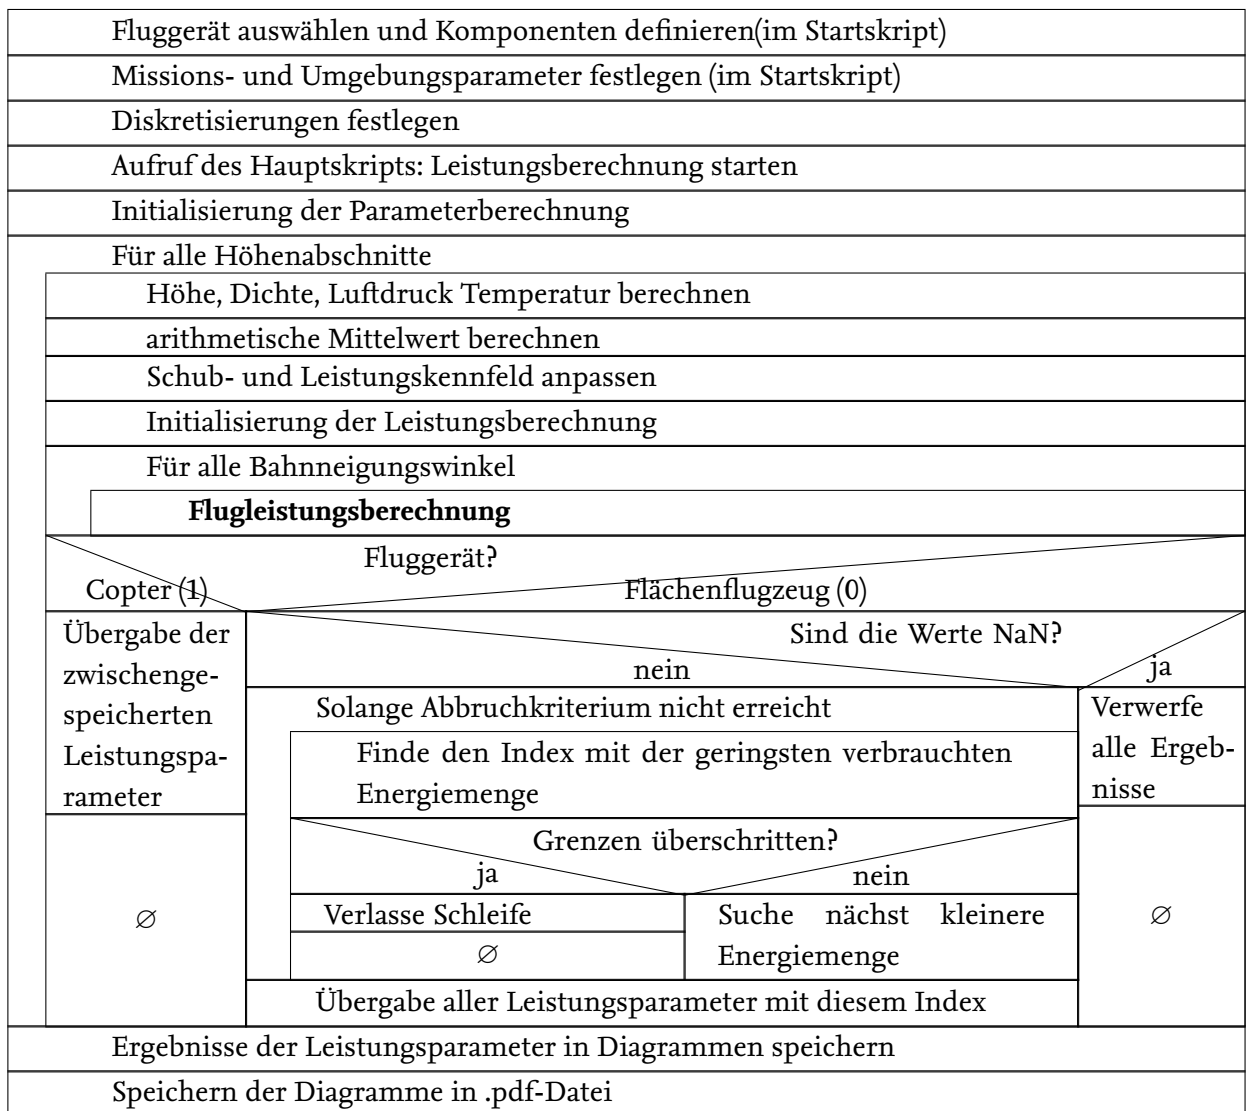 Fluggerät auswählen und Komponenten definieren(im Startskript)
Missions- und Umgebungsparameter festlegen (im Startskript)
Diskretisierungen festlegen
Aufruf des Hauptskripts: Leistungsberechnung starten
Initialisierung der Parameterberechnung
Für alle Höhenabschnitte
Höhe, Dichte, Luftdruck Temperatur berechnen
arithmetische Mittelwert berechnen
Schub- und Leistungskennfeld anpassen
Initialisierung der Leistungsberechnung
Für alle Bahnneigungswinkel
Flugleistungsberechnung
Fluggerät?
Copter (1)
Flächenflugzeug (0)
Übergabe der
zwischenge-
speicherten
Leistungspa-
rameter
∅
Sind die Werte NaN?
nein
ja
Solange Abbruchkriterium nicht erreicht
Finde den Index mit der geringsten verbrauchten
Energiemenge
Grenzen überschritten?
ja
nein
Verlasse Schleife
∅
Suche nächst kleinere
Energiemenge
Übergabe aller Leistungsparameter mit diesem Index
Verwerfe
alle Ergeb-
nisse
∅
Ergebnisse der Leistungsparameter in Diagrammen speichern
Speichern der Diagramme in .pdf-Datei